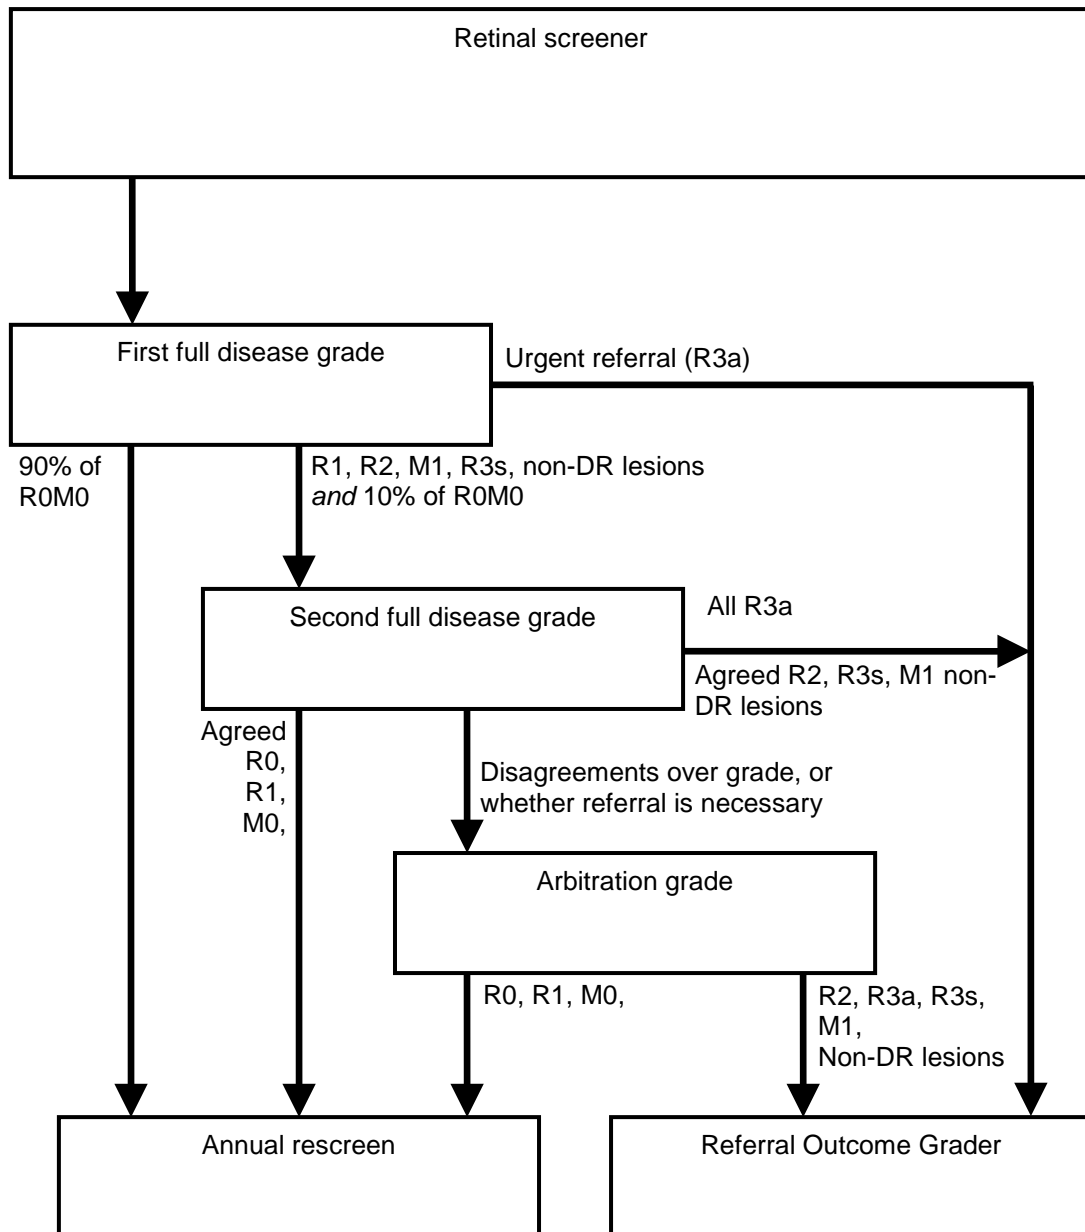 Retinal screener
First full disease grade
Urgent referral (R3a)
90% of
R0M0
R1, R2, M1, R3s, non-DR lesions
and 10% of R0M0
Second full disease grade
All R3a
Agreed R2, R3s, M1 non-
DR lesions
Agreed
R0,
R1,
M0,
Disagreements over grade, or
whether referral is necessary
Arbitration grade
R0, R1, M0,
R2, R3a, R3s,
M1,
Non-DR lesions
Annual rescreen
Referral Outcome Grader